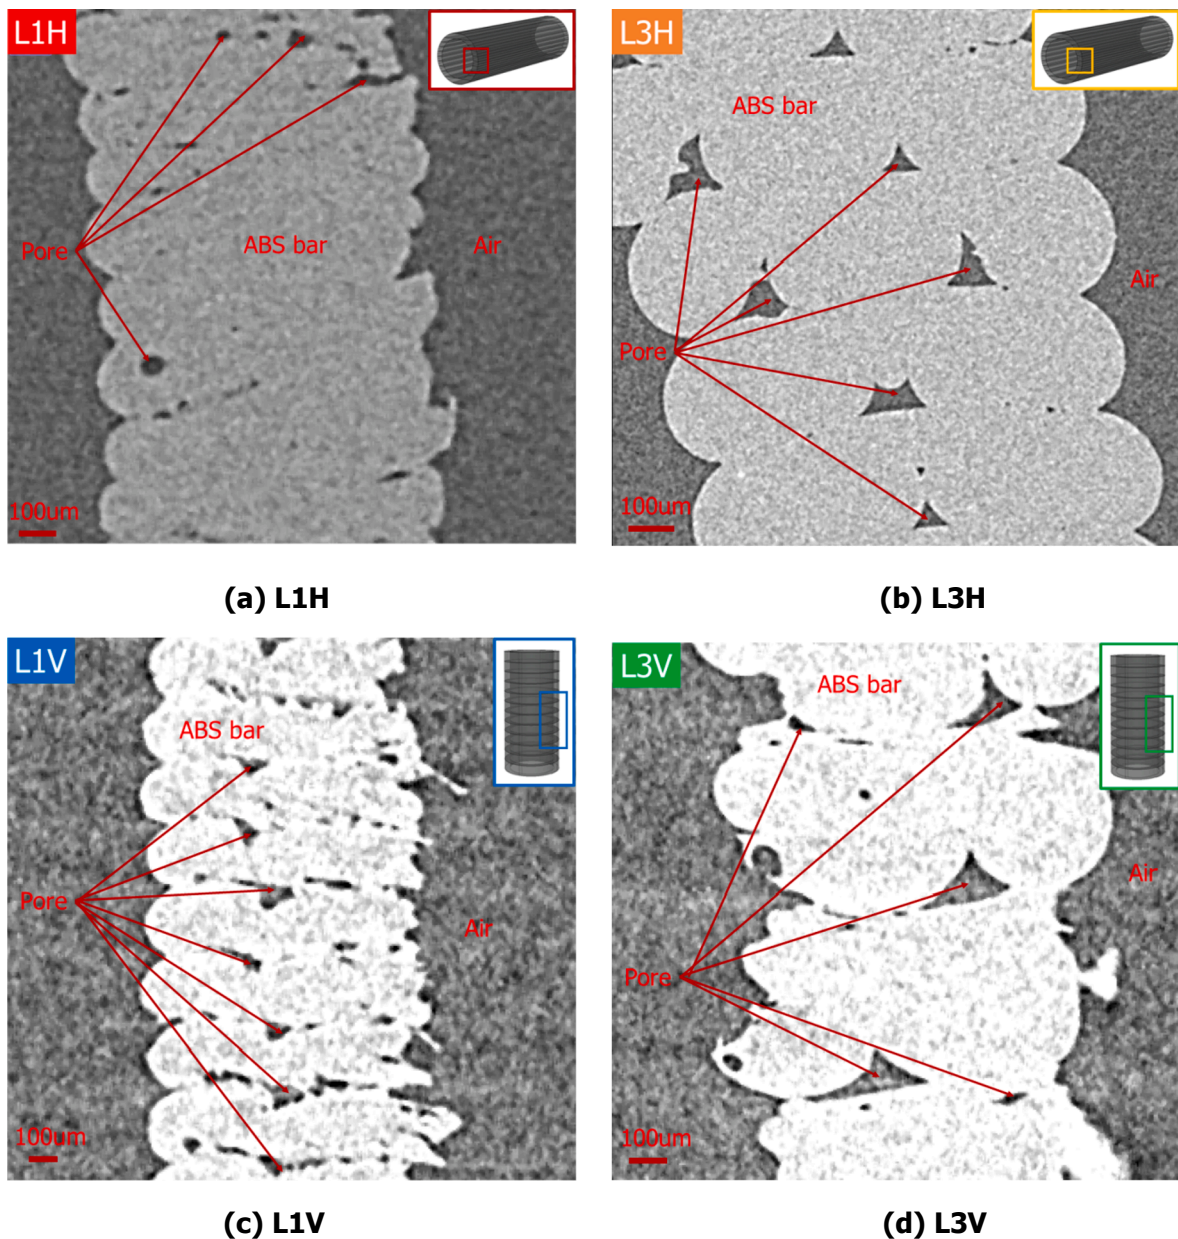 L1H
Pore
ABS bar
Air
100um
(a) L1H
L3H
ABS bar
Pore
Air
100um
(b) L3H
L1V
ABS bar
Pore
Air
100um
(c) L1V
L3V
ABS bar
Pore
Air
100um
(d) L3V